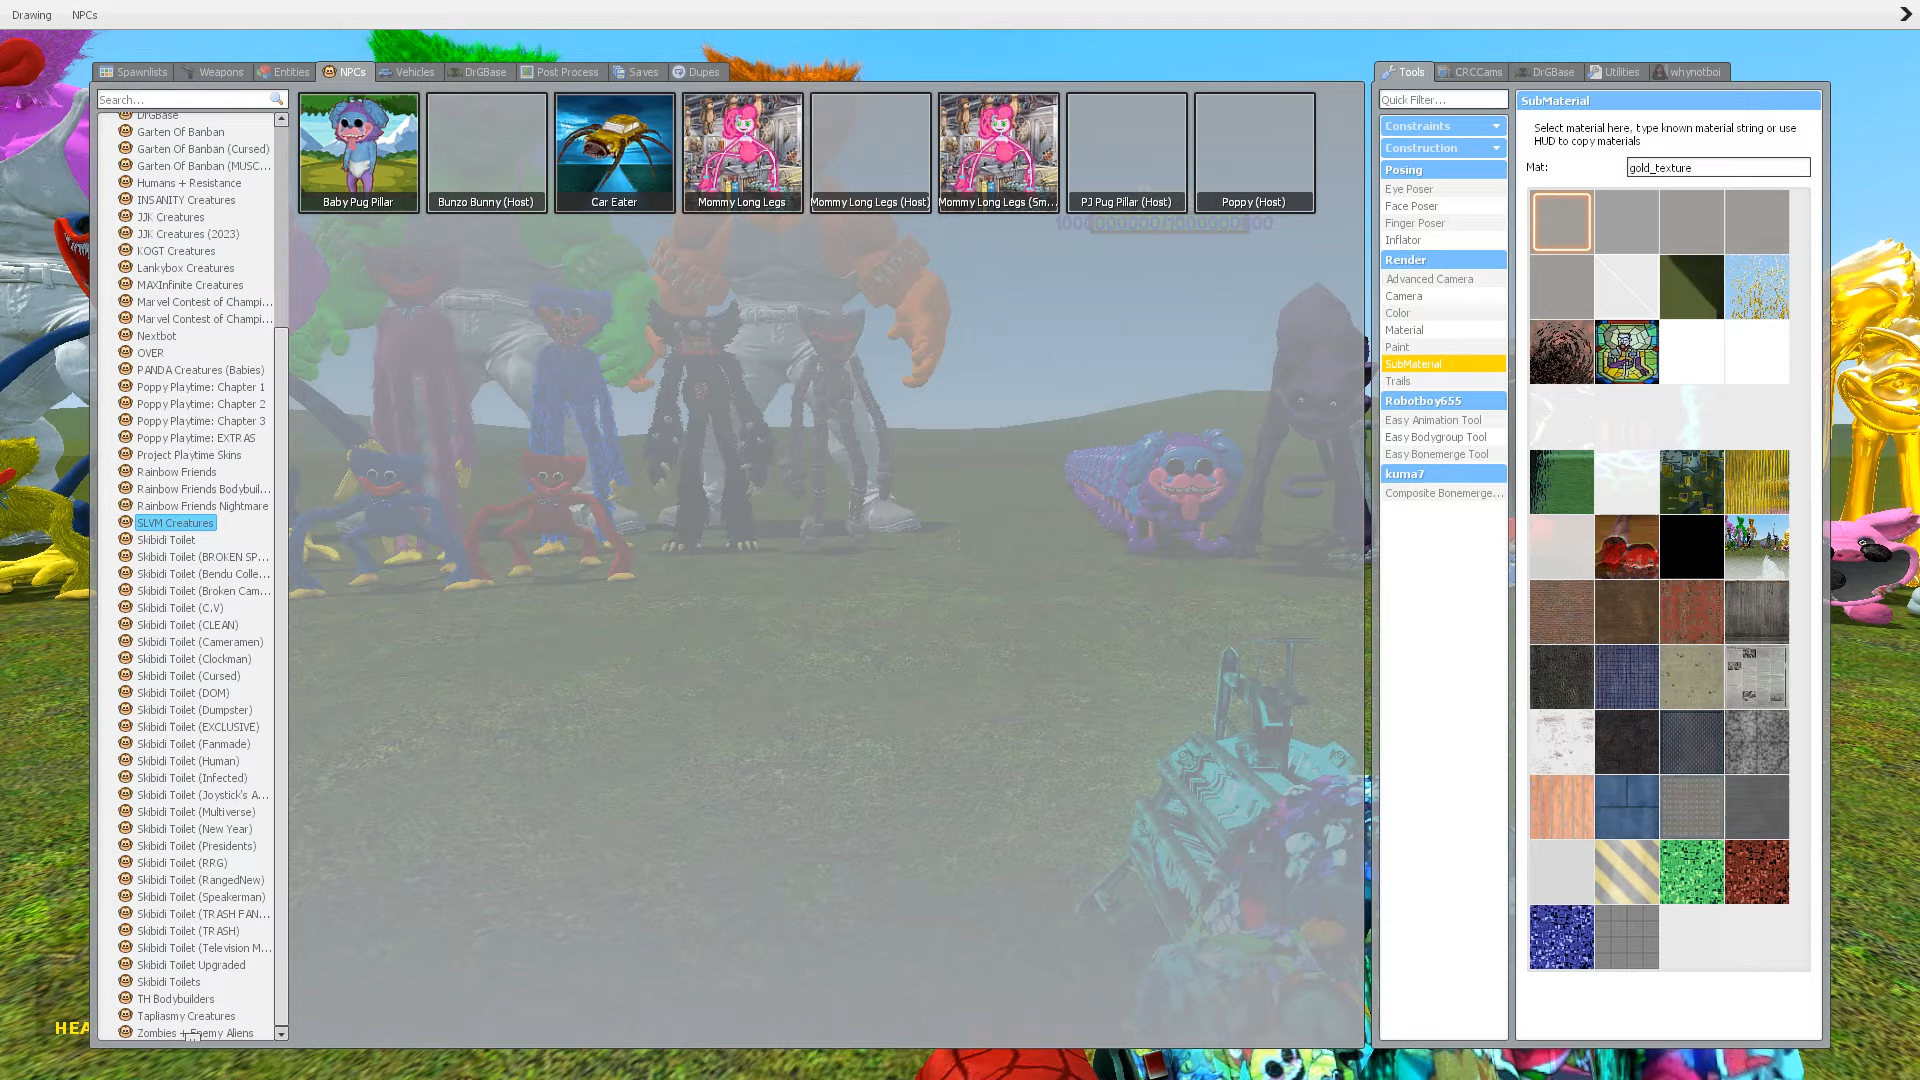 Drawing NPCs
Spawnlists Weapons Entities NPCs Vehicles DrGBase Post Process Saves Dupes
Tools CRCCams DrGBase Utilities whynotboi
Search...
DrGBase
Garten Of Banban
Garten Of Banban (Cursed)
Garten Of Banban (MUSC...
Humans + Resistance
INSANITY Creatures
JJK Creatures
JJK Creatures (2023)
KOGT Creatures
Lankybox Creatures
MAXInfinite Creatures
Marvel Contest of Champi...
Marvel Contest of Champi...
Nextbot
OVER
PANDA Creatures (Babies)
Poppy Playtime: Chapter 1
Poppy Playtime: Chapter 2
Poppy Playtime: Chapter 3
Poppy Playtime: EXTRAS
Project Playtime Skins
Rainbow Friends
Rainbow Friends Bodybuil...
Rainbow Friends Nightmare
SLVM Creatures
Skibidi Toilet
Skibidi Toilet (BROKEN SP...
Skibidi Toilet (Bendu Colle...
Skibidi Toilet (Broken Cam...
Skibidi Toilet (C.V)
Skibidi Toilet (CLEAN)
Skibidi Toilet (Cameramen)
Skibidi Toilet (Clockman)
Skibidi Toilet (Cursed)
Skibidi Toilet (DOM)
Skibidi Toilet (Dumpster)
Skibidi Toilet (EXCLUSIVE)
Skibidi Toilet (Fanmade)
Skibidi Toilet (Human)
Skibidi Toilet (Infected)
Skibidi Toilet (Joystick's A...
Skibidi Toilet (Multiverse)
Skibidi Toilet (New Year)
Skibidi Toilet (Presidents)
Skibidi Toilet (RRG)
Skibidi Toilet (RangedNew)
Skibidi Toilet (Speakerman)
Skibidi Toilet (TRASH FAN...
Skibidi Toilet (TRASH)
Skibidi Toilet (Television M...
Skibidi Toilet Upgraded
Skibidi Toilets
TH Bodybuilders
Tapliasmy Creatures
Zombies + Enemy Aliens
HEA
Baby Pug Pillar
Bunzo Bunny (Host)
Car Eater
Mommy Long Legs
Mommy Long Legs (Host)
Mommy Long Legs (Sm...
PJ Pug Pillar (Host)
Poppy (Host)
Quick Filter...
Constraints
Construction
Posing
Eye Poser
Face Poser
Finger Poser
Inflator
Render
Advanced Camera
Camera
Color
Material
Paint
SubMaterial
Trails
Robotboy655
Easy Animation Tool
Easy Bodygroup Tool
Easy Bonemerge Tool
kuma7
Composite Bonemerge...
SubMaterial
Select material here, type known material string or use
HUD to copy materials
Mat: gold_texture